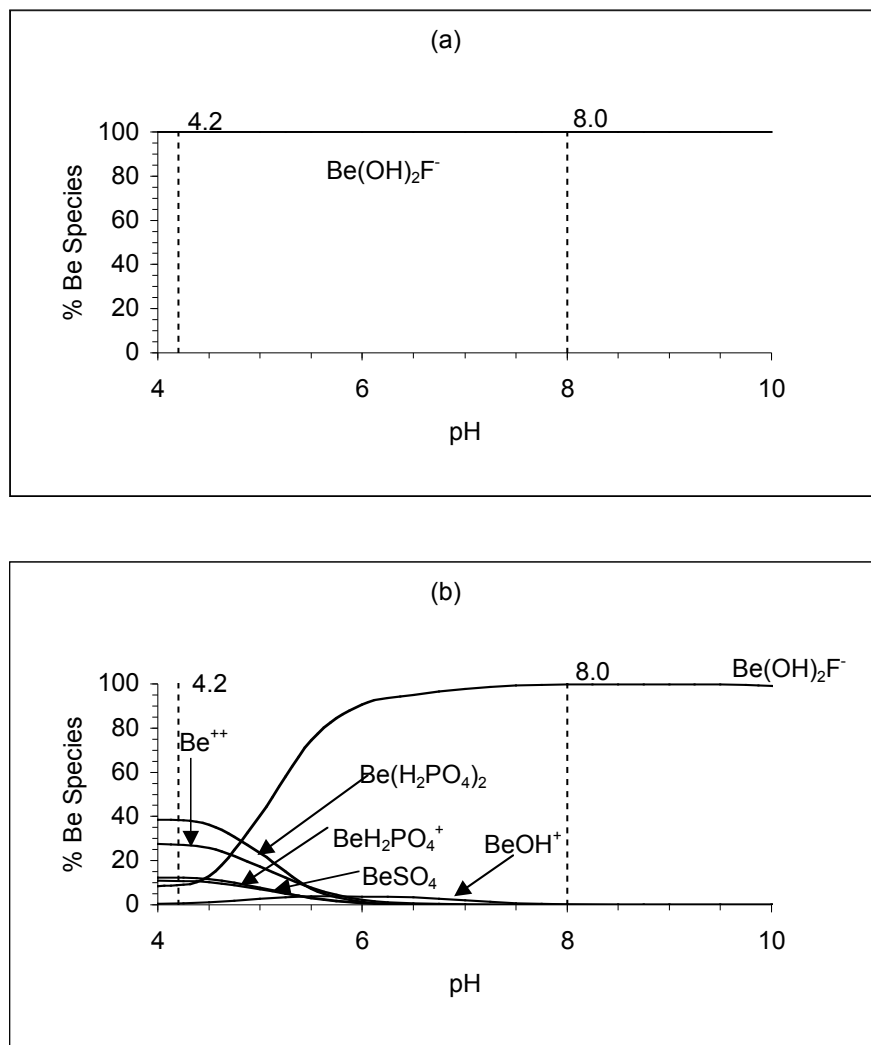 (a)
4.2
8.0
100
80
60
40
20
0
% Be Species
Be(OH)₂F⁻
4
6
8
10
pH
(b)
4.2
8.0
Be(OH)₂F⁻
100
80
60
40
20
0
% Be Species
Be⁺⁺
Be(H₂PO₄)₂
BeH₂PO₄⁺
BeOH⁺
BeSO₄
4
6
8
10
pH